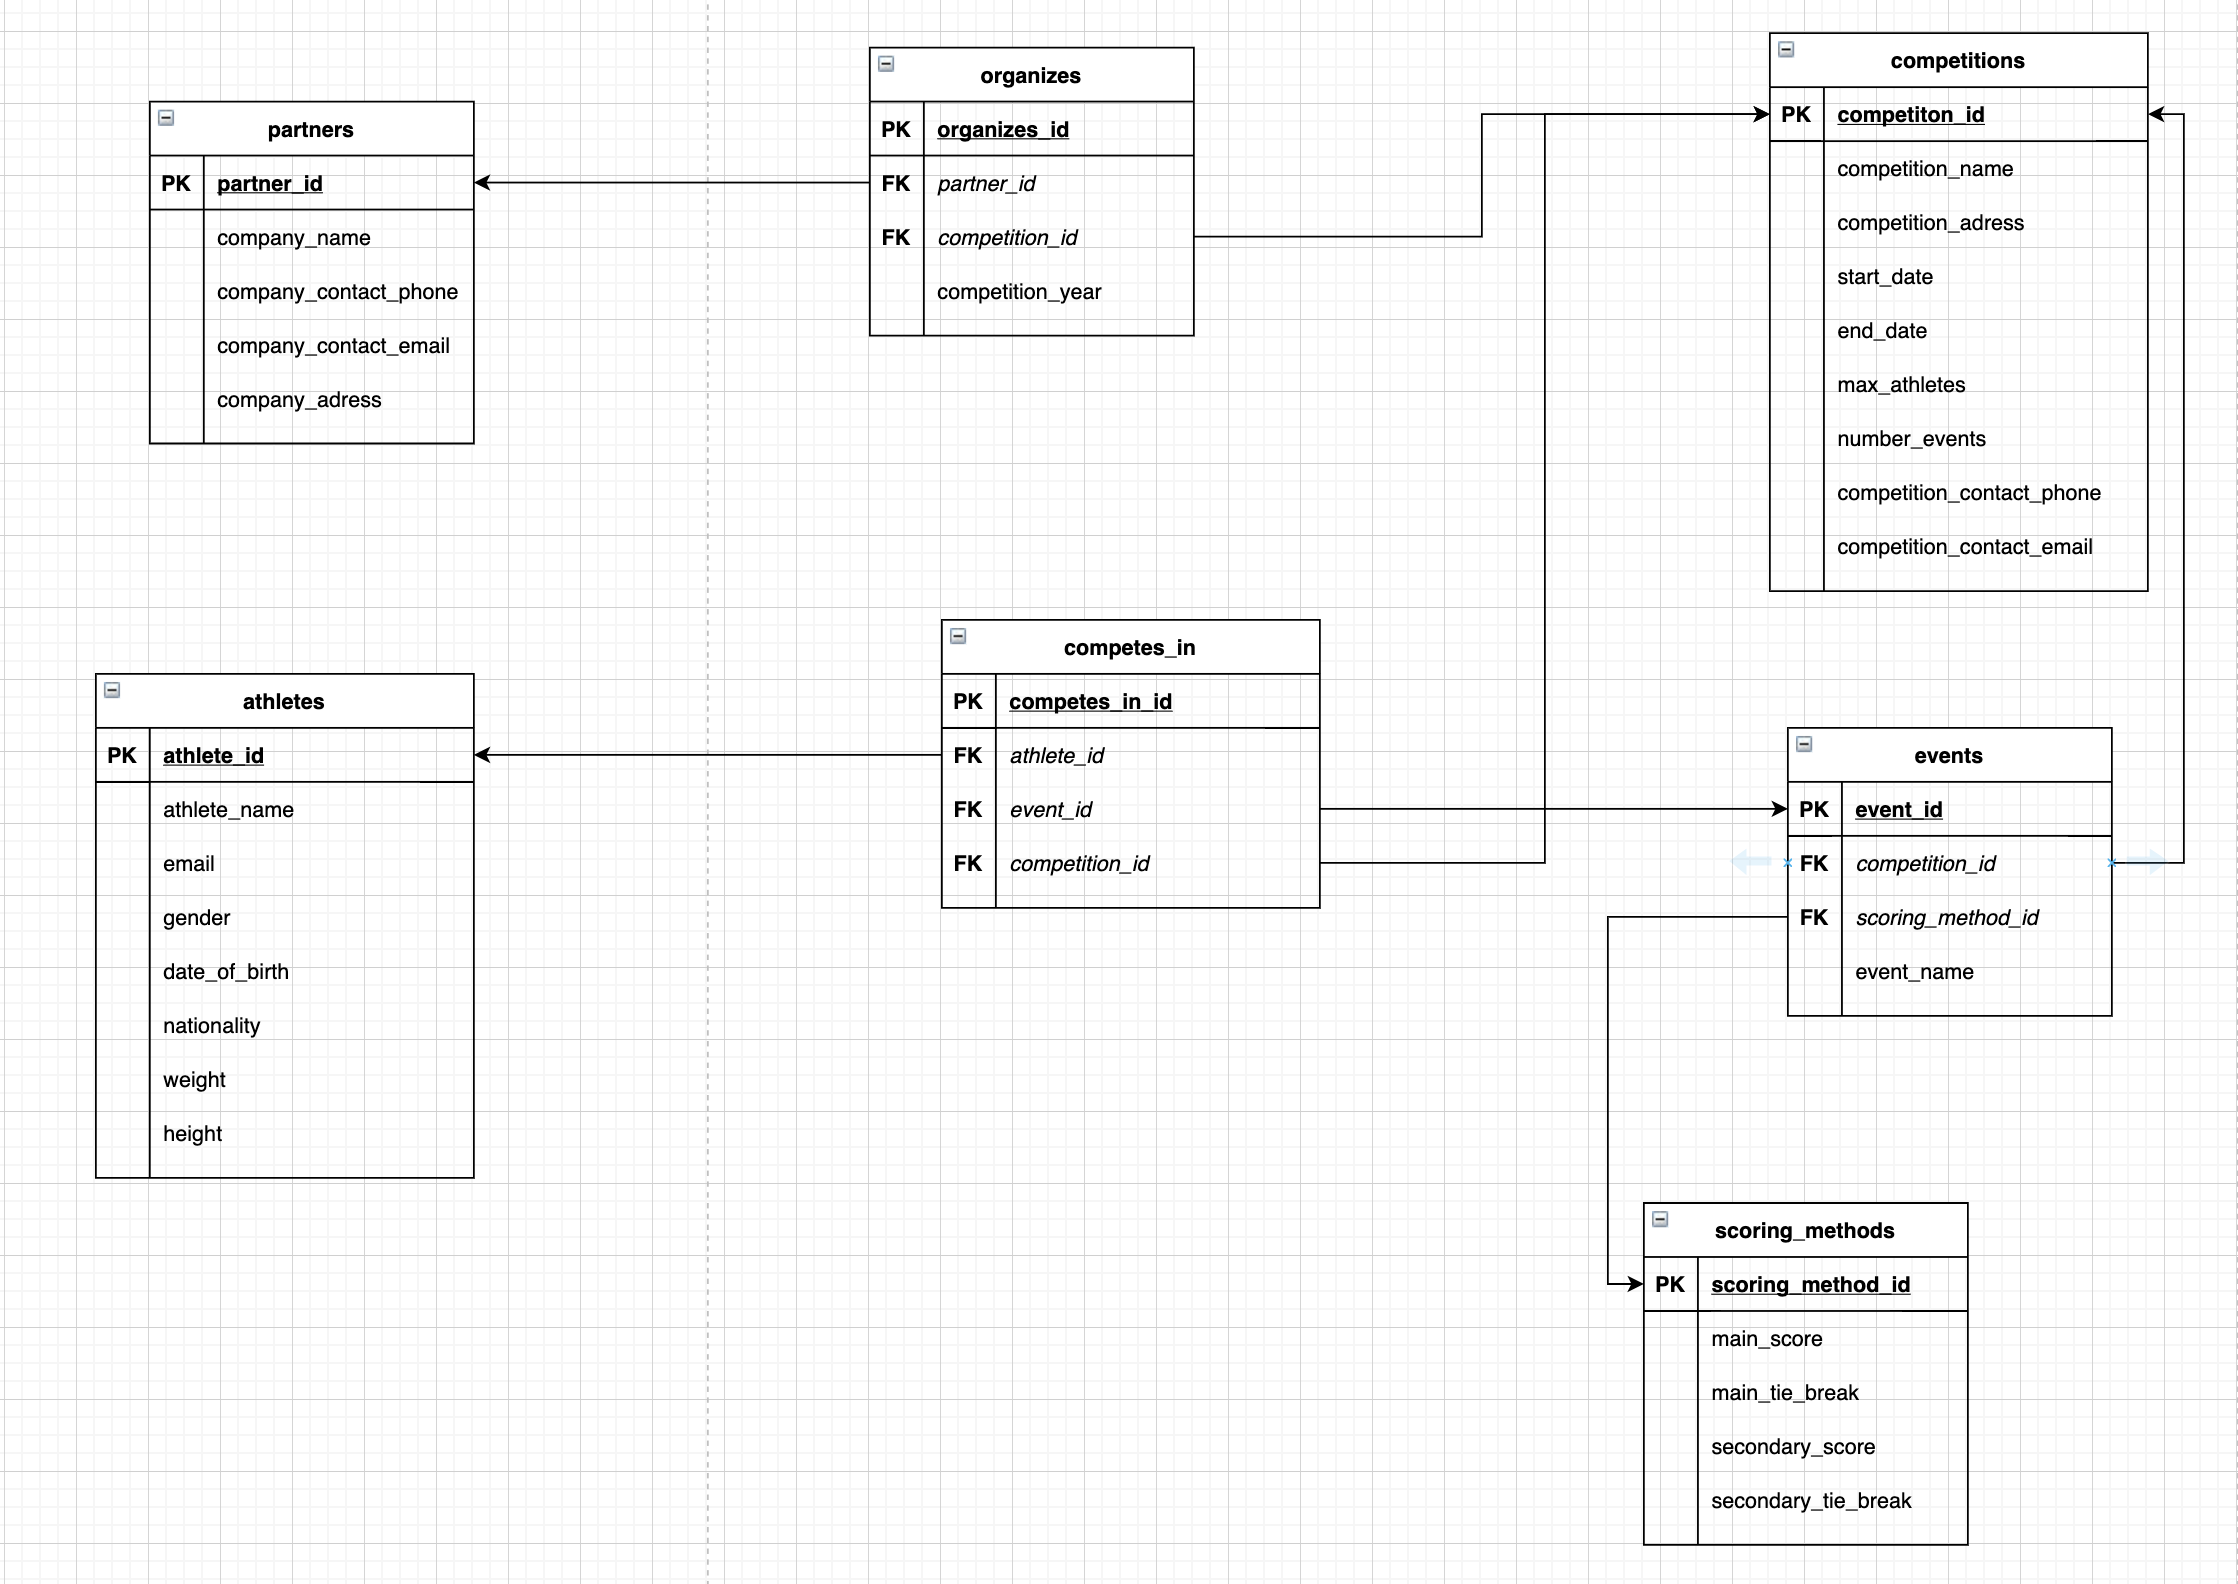 partners
PK partner_id
company_name
company_contact_phone
company_contact_email
company_adress
organizes
PK organizes_id
FK partner_id
FK competition_id
competition_year
competitions
PK competiton_id
competition_name
competition_adress
start_date
end_date
max_athletes
number_events
competition_contact_phone
competition_contact_email
athletes
PK athlete_id
athlete_name
email
gender
date_of_birth
nationality
weight
height
competes_in
PK competes_in_id
FK athlete_id
FK event_id
FK competition_id
events
PK event_id
FK competition_id
FK scoring_method_id
event_name
scoring_methods
PK scoring_method_id
main_score
main_tie_break
secondary_score
secondary_tie_break